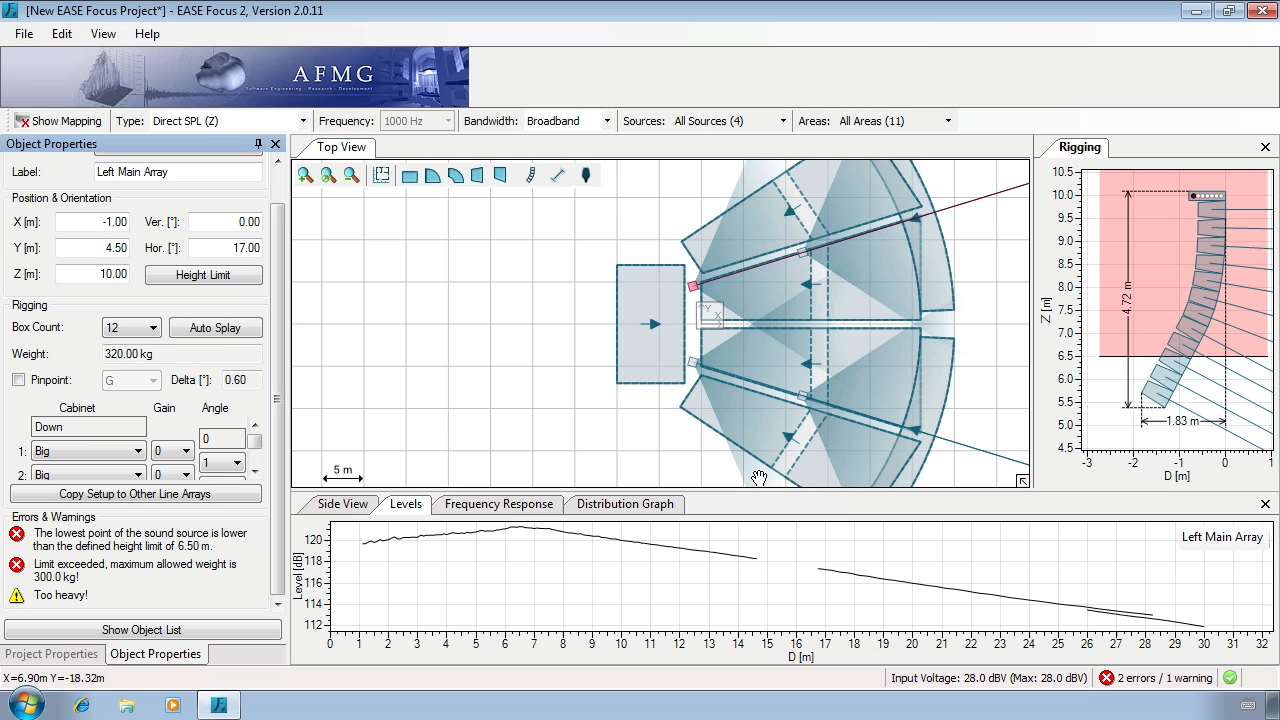 [New EASE Focus Project*] - EASE Focus 2, Version 2.0.11
File Edit View Help
AFMG
Software Engineering - Research - Development
Show Mapping Type: Direct SPL (Z) Frequency: 1000 Hz Bandwidth: Broadband Sources: All Sources (4) Areas: All Areas (11)
Object Properties
Label: Left Main Array
Position & Orientation
X [m]: -1.00 Ver. [°]: 0.00
Y [m]: 4.50 Hor. [°]: 17.00
Z [m]: 10.00 Height Limit
Rigging
Box Count: 12 Auto Splay
Weight: 320.00 kg
Pinpoint: G Delta [°]: 0.60
Cabinet Gain Angle
Down
0
1: Big 0
1
2: Big 0
Copy Setup to Other Line Arrays
Errors & Warnings
The lowest point of the sound source is lower
than the defined height limit of 6.50 m.
Limit exceeded, maximum allowed weight is
300.0 kg!
Too heavy!
Show Object List
Project Properties Object Properties
Top View
Y
X
5 m
Rigging
10.5
10.0
9.5
9.0
8.5
8.0
7.5
7.0
6.5
6.0
5.5
5.0
4.5
Z [m]
4.72 m
1.83 m
-3 -2 -1 0 1
D [m]
Side View Levels Frequency Response Distribution Graph
Left Main Array
Level [dB]
120
118
116
114
112
0 1 2 3 4 5 6 7 8 9 10 11 12 13 14 15 16 17 18 19 20 21 22 23 24 25 26 27 28 29 30 31 32
D [m]
X=6.90m Y=-18.32m Input Voltage: 28.0 dBV (Max: 28.0 dBV) 2 errors / 1 warning